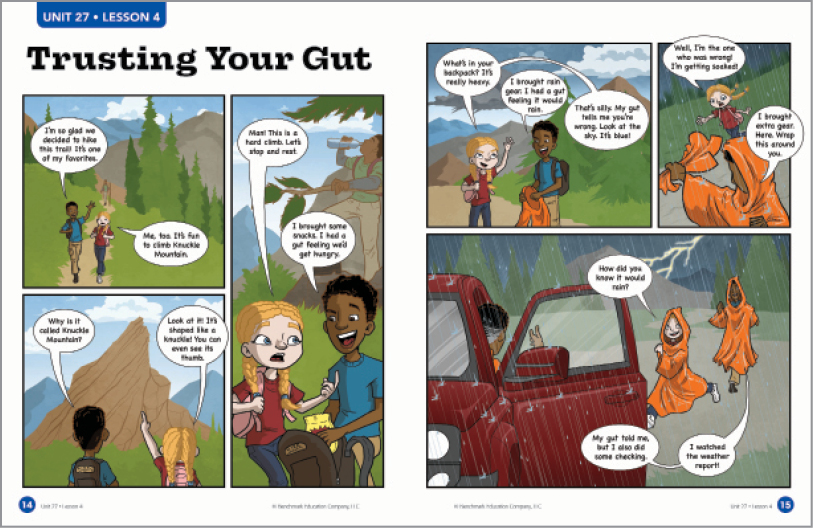 UNIT 27 • LESSON 4
Trusting Your Gut
I'm so glad we
decided to hike
this trail! It's one
of my favorites.
Me, too. It's fun
to climb Knuckle
Mountain.
Why is it
called Knuckle
Mountain?
Look at it! It's
shaped like a
knuckle! You can
even see its
thumb.
Man! This is a
hard climb. Let's
stop and rest.
I brought some
snacks. I had a
gut feeling we'd
get hungry.
What's in your
backpack? It's
really heavy.
I brought rain
gear. I had a gut
feeling it would
rain.
That's silly. My gut
tells me you're
wrong. Look at the
sky. It's blue!
Well, I'm the one
who was wrong!
I'm getting soaked!
I brought
extra gear.
Here. Wrap
this around
you.
How did you
know it would
rain?
My gut told me,
but I also did
some checking.
I watched
the weather
report!
14 Unit 27 • Lesson 4
© Benchmark Education Company, LLC
© Benchmark Education Company, LLC
Unit 27 • Lesson 4 15